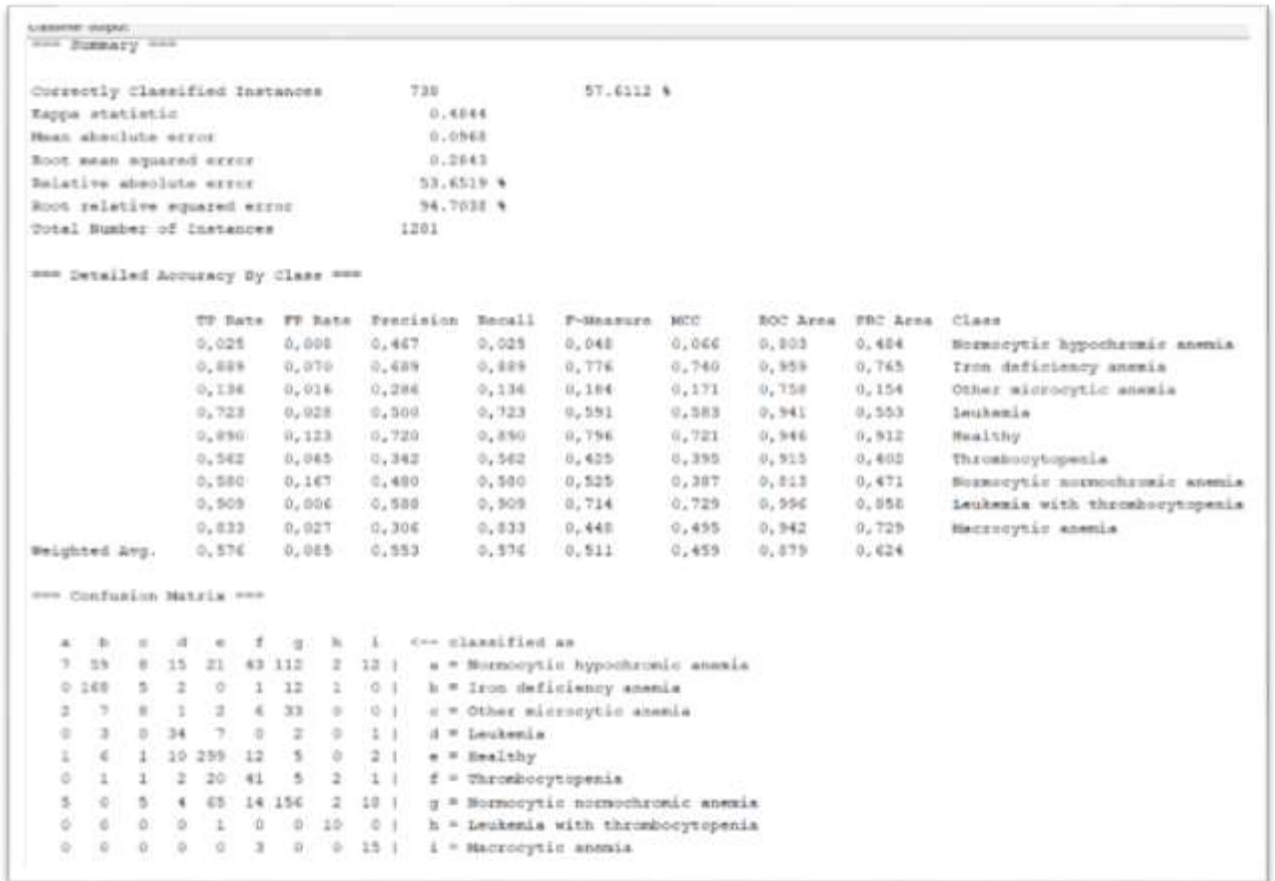 Classifier output
=== Summary ===
Correctly Classified Instances 738 57.6112 %
Kappa statistic 0.4844
Mean absolute error 0.0968
Root mean squared error 0.2843
Relative absolute error 53.6519 %
Root relative squared error 94.7038 %
Total Number of Instances 1281
=== Detailed Accuracy By Class ===
TP Rate FP Rate Precision Recall F-Measure MCC ROC Area PRC Area Class
0,025 0,008 0,467 0,025 0,048 0,066 0,803 0,484 Normocytic hypochromic anemia
0,889 0,070 0,689 0,889 0,776 0,740 0,959 0,765 Iron deficiency anemia
0,136 0,016 0,286 0,136 0,184 0,171 0,758 0,154 Other microcytic anemia
0,723 0,028 0,500 0,723 0,591 0,583 0,941 0,553 Leukemia
0,890 0,123 0,720 0,890 0,796 0,721 0,946 0,912 Healthy
0,562 0,065 0,342 0,562 0,425 0,395 0,915 0,402 Thrombocytopenia
0,580 0,167 0,480 0,580 0,525 0,387 0,813 0,471 Normocytic normochromic anemia
0,909 0,006 0,588 0,909 0,714 0,729 0,996 0,858 Leukemia with thrombocytopenia
0,833 0,027 0,306 0,833 0,448 0,495 0,942 0,729 Macrocytic anemia
Weighted Avg. 0,576 0,085 0,553 0,576 0,511 0,459 0,879 0,624
=== Confusion Matrix ===
a b c d e f g h i <-- classified as
7 59 8 15 21 43 112 2 12 | a = Normocytic hypochromic anemia
0 168 5 2 0 1 12 1 0 | b = Iron deficiency anemia
2 7 8 1 2 6 33 0 0 | c = Other microcytic anemia
0 3 0 34 7 0 2 0 1 | d = Leukemia
1 6 1 10 299 12 5 0 2 | e = Healthy
0 1 1 2 20 41 5 2 1 | f = Thrombocytopenia
5 0 5 4 65 14 156 2 18 | g = Normocytic normochromic anemia
0 0 0 0 1 0 0 10 0 | h = Leukemia with thrombocytopenia
0 0 0 0 0 3 0 0 15 | i = Macrocytic anemia